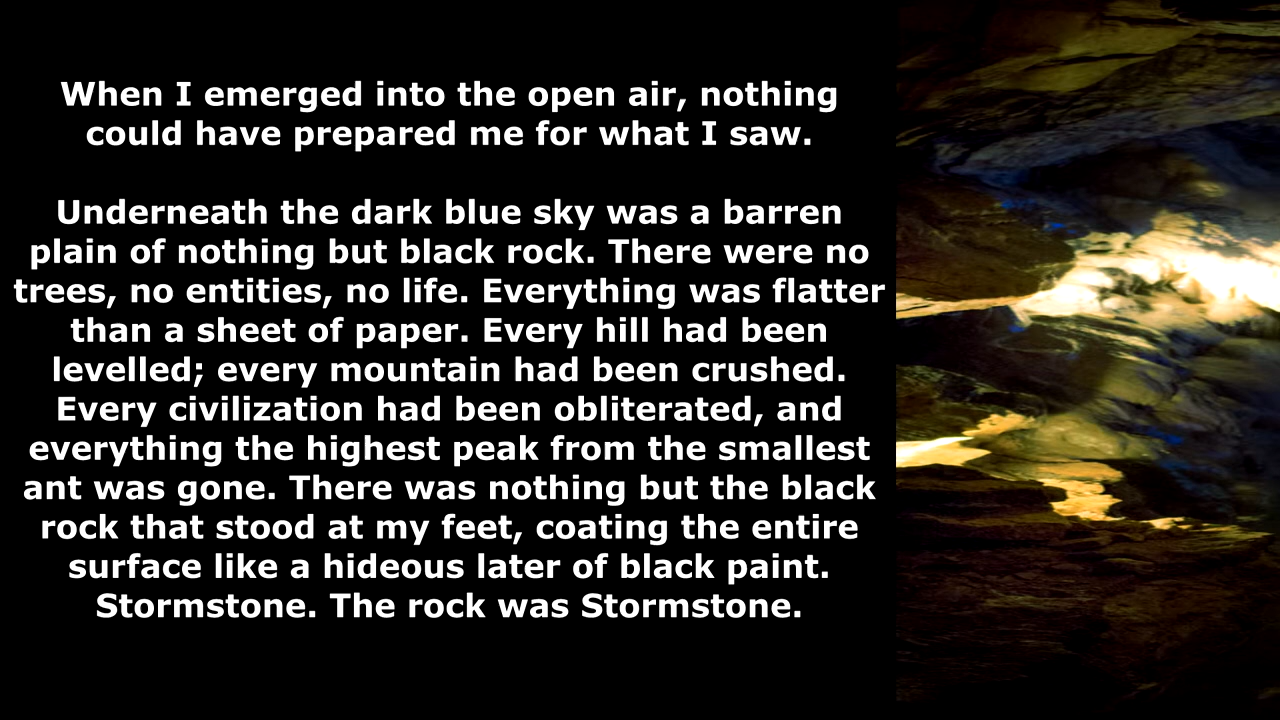 When I emerged into the open air, nothing
could have prepared me for what I saw.
Underneath the dark blue sky was a barren
plain of nothing but black rock. There were no
trees, no entities, no life. Everything was flatter
than a sheet of paper. Every hill had been
levelled; every mountain had been crushed.
Every civilization had been obliterated, and
everything the highest peak from the smallest
ant was gone. There was nothing but the black
rock that stood at my feet, coating the entire
surface like a hideous later of black paint.
Stormstone. The rock was Stormstone.